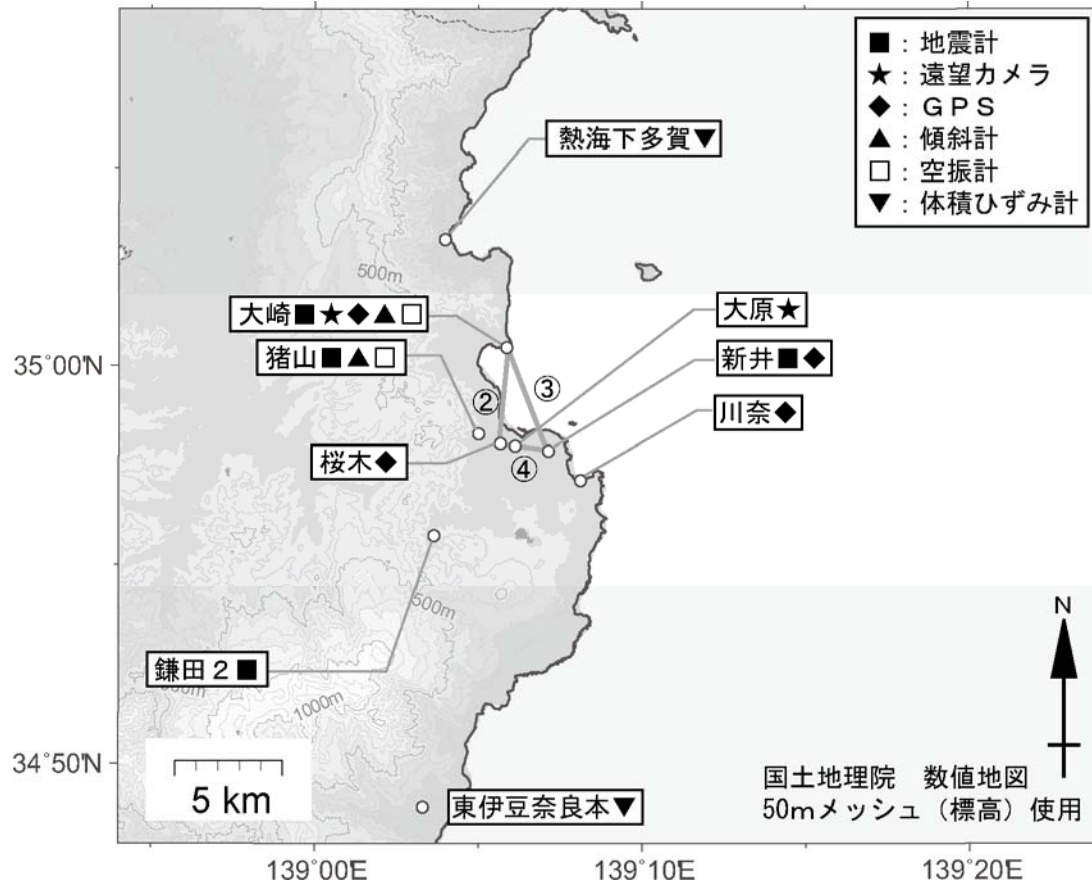 ■：地震計
★：遠望カメラ
◆：ＧＰＳ
▲：傾斜計
□：空振計
▼：体積ひずみ計
熱海下多賀▼
500m
大崎■★◆▲□
大原★
猪山■▲□
新井■◆
35°00'N
③
②
川奈◆
桜木◆
④
500m
N
鎌田２■
1000m
34°50'N
国土地理院　数値地図
50mメッシュ（標高）使用
5 km
東伊豆奈良本▼
139°00'E
139°10'E
139°20'E